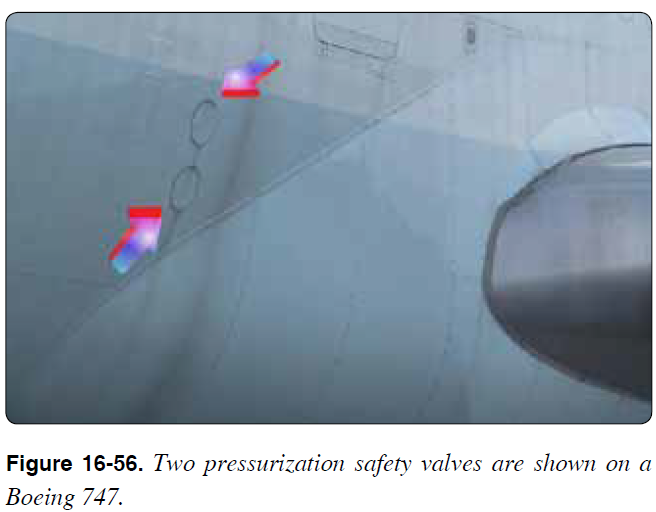 Figure 16-56. Two pressurization safety valves are shown on a
Boeing 747.